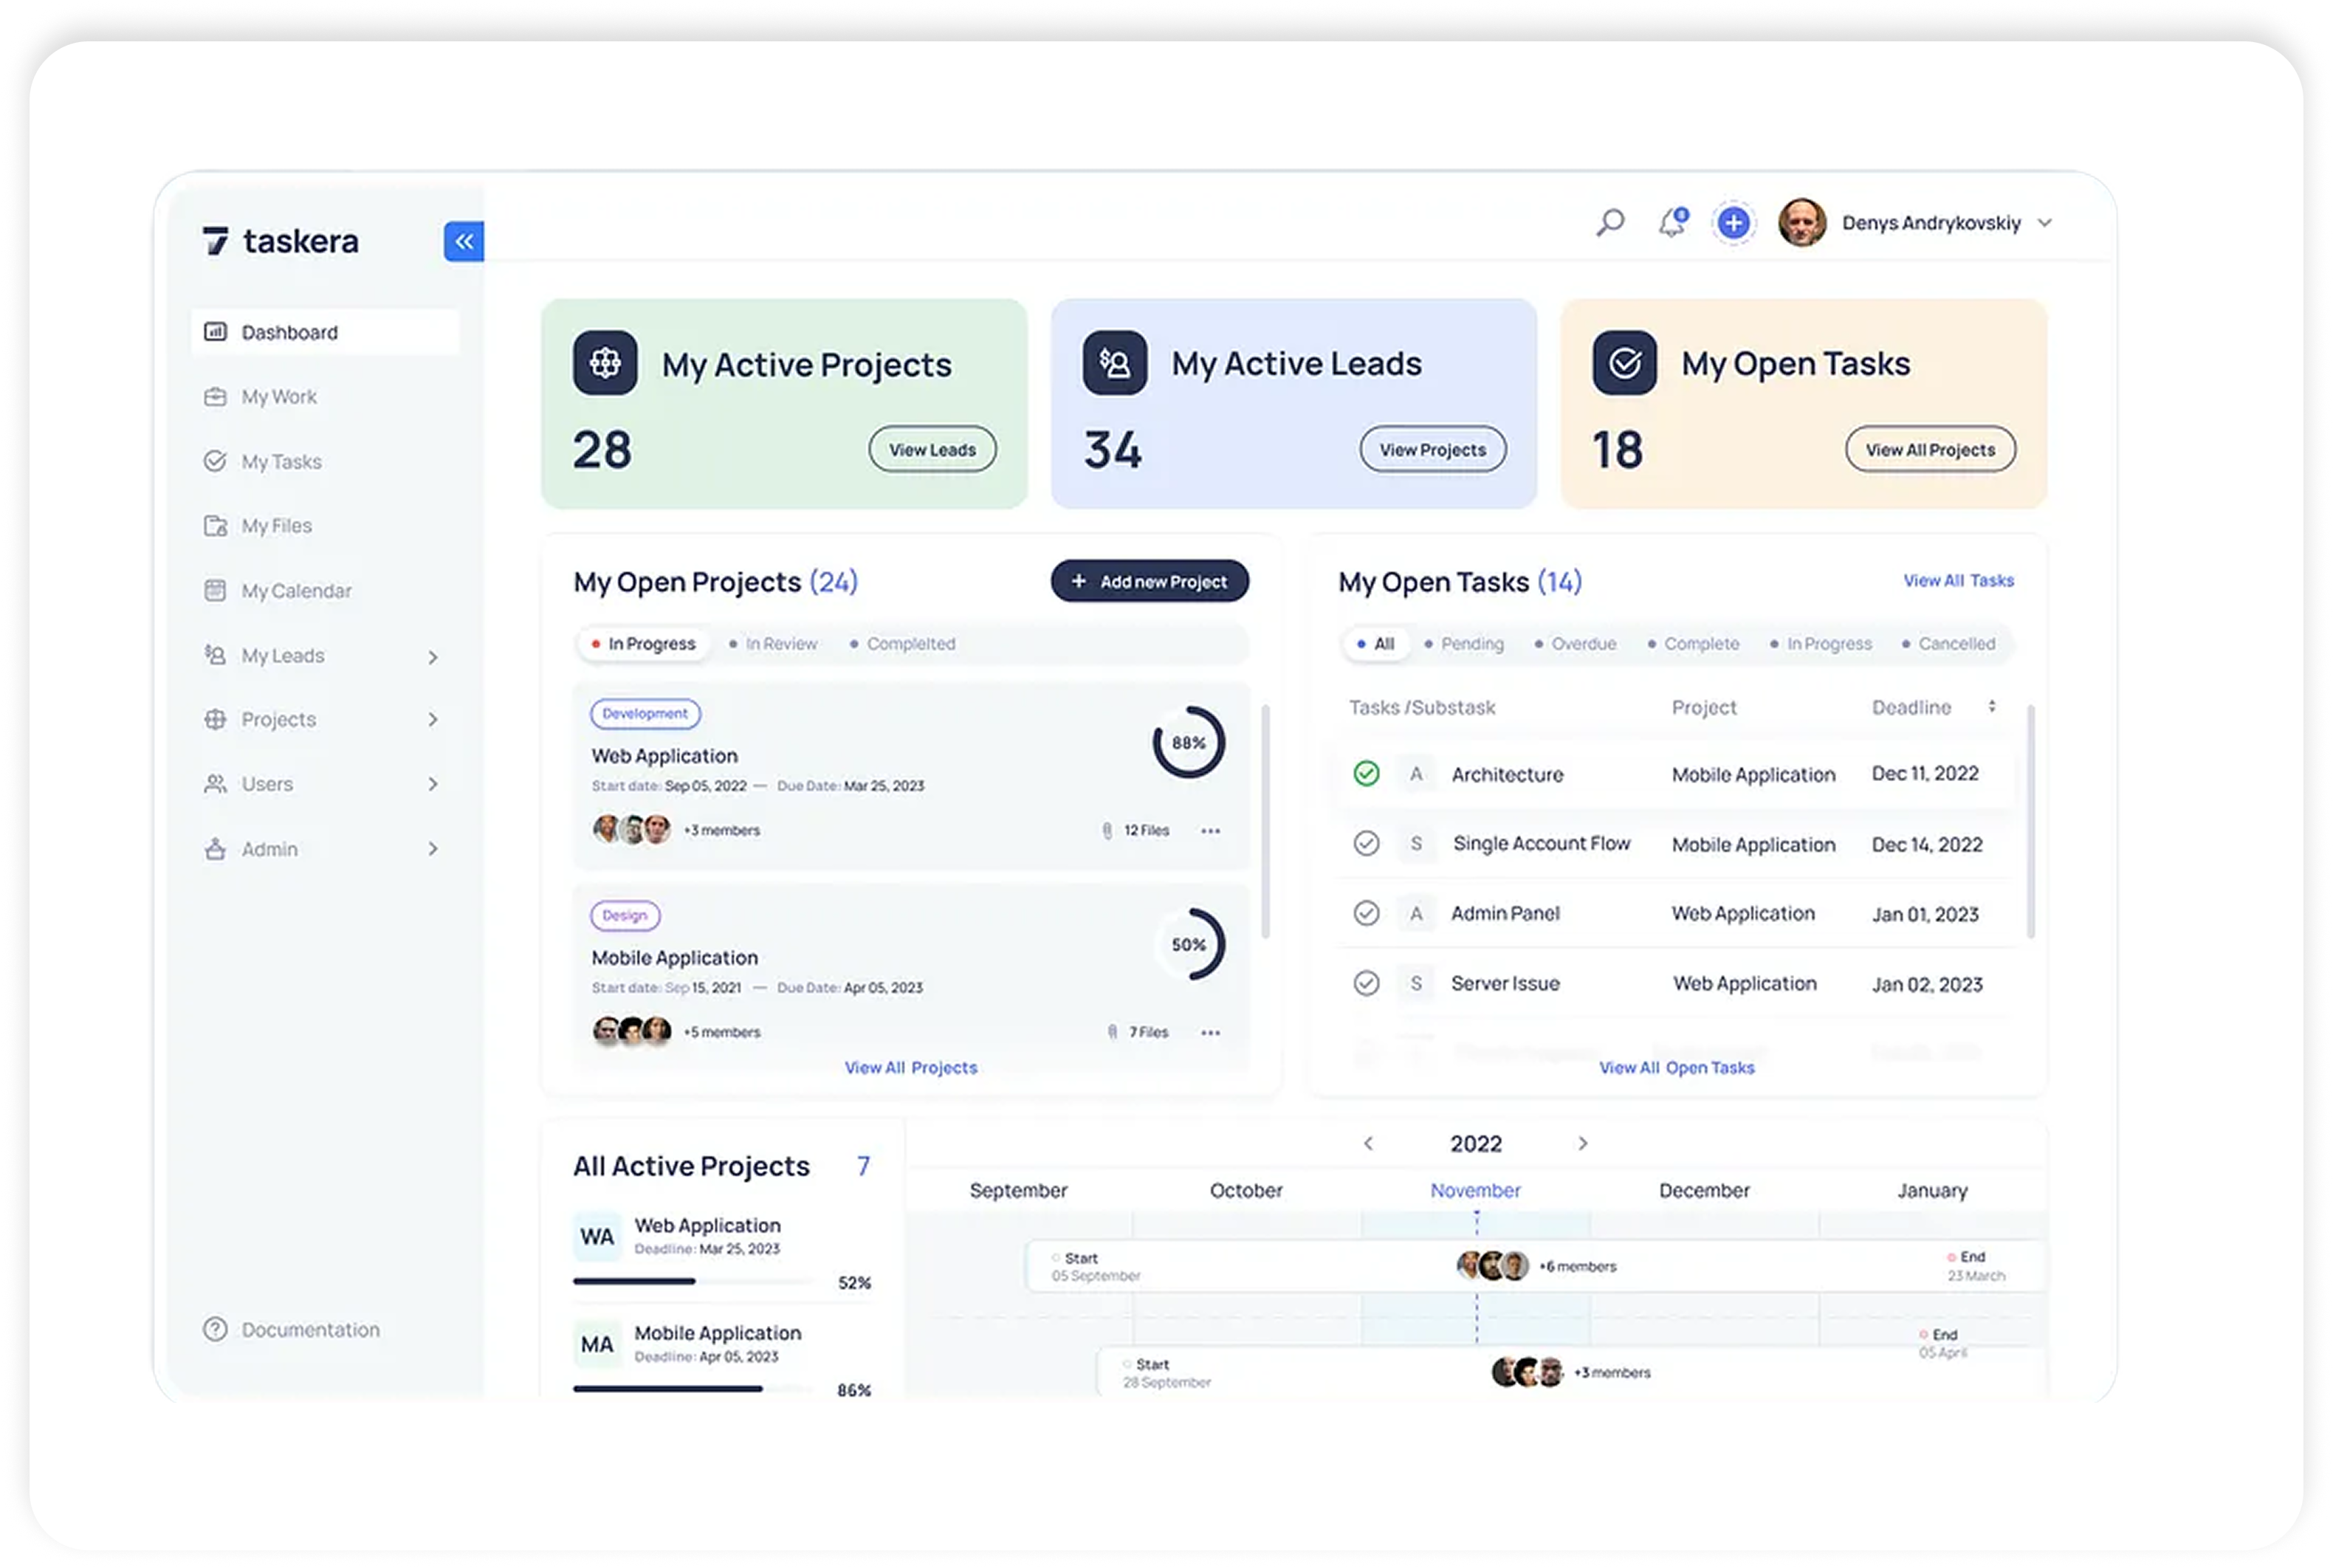 taskera
Denys Andrykovskiy
Dashboard
My Work
My Tasks
My Files
My Calendar
My Leads
Projects
Users
Admin
Documentation
My Active Projects
28
View Leads
My Active Leads
34
View Projects
My Open Tasks
18
View All Projects
My Open Projects (24)
+ Add new Project
In Progress
In Review
Complelted
Development
Web Application
Start date: Sep 05, 2022 — Due Date: Mar 25, 2023
+3 members
12 Files
88%
Design
Mobile Application
Start date: Sep 15, 2021 — Due Date: Apr 05, 2023
+5 members
7 Files
50%
View All Projects
My Open Tasks (14)
View All Tasks
All
Pending
Overdue
Complete
In Progress
Cancelled
Tasks /Substask Project Deadline
A Architecture Mobile Application Dec 11, 2022
S Single Account Flow Mobile Application Dec 14, 2022
A Admin Panel Web Application Jan 01, 2023
S Server Issue Web Application Jan 02, 2023
View All Open Tasks
All Active Projects 7
WA
Web Application
Deadline: Mar 25, 2023
52%
MA
Mobile Application
Deadline: Apr 05, 2023
86%
2022
September October November December January
Start
05 September
+6 members
End
23 March
Start
28 September
+3 members
End
05 April